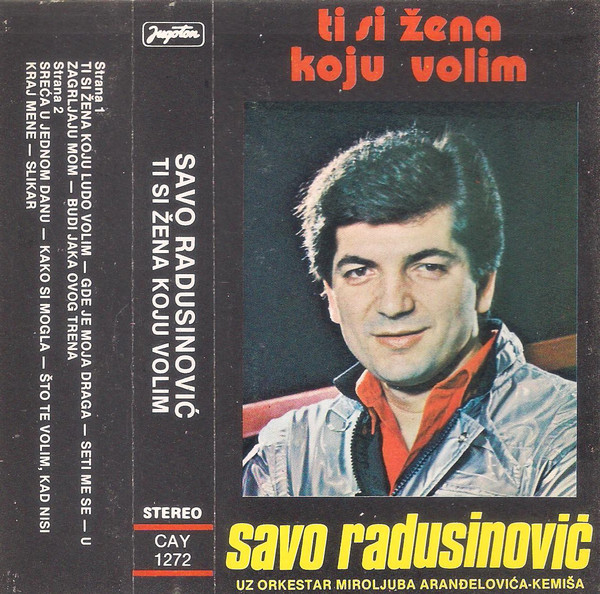 Strana 1
TI SI ŽENA KOJU LUDO VOLIM — GDE JE MOJA DRAGA — SETI ME SE — U
ZAGRLJAJU MOM — BUDI JAKA OVOG TRENA
Strana 2
SREĆA U JEDNOM DANU — KAKO SI MOGLA — ŠTO TE VOLIM, KAD NISI
KRAJ MENE — SLIKAR
Jugoton
SAVO RADUSINOVIĆ
TI SI ŽENA KOJU VOLIM
STEREO
CAY
1272
ti si žena
koju volim
savo radusinović
UZ ORKESTAR MIROLJUBA ARANĐELOVIĆA-KEMIŠA